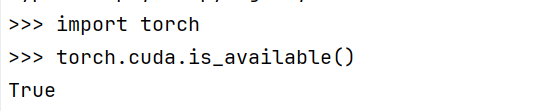 >>> import torch
>>> torch.cuda.is_available()
True